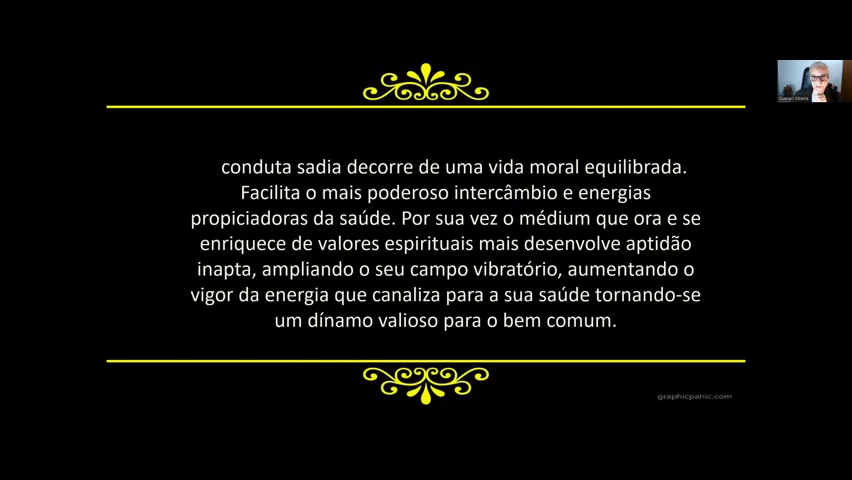 conduta sadia decorre de uma vida moral equilibrada.
Facilita o mais poderoso intercâmbio e energias
propiciadoras da saúde. Por sua vez o médium que ora e se
enriquece de valores espirituais mais desenvolve aptidão
inapta, ampliando o seu campo vibratório, aumentando o
vigor da energia que canaliza para a sua saúde tornando-se
um dínamo valioso para o bem comum.
graphicpanic.com